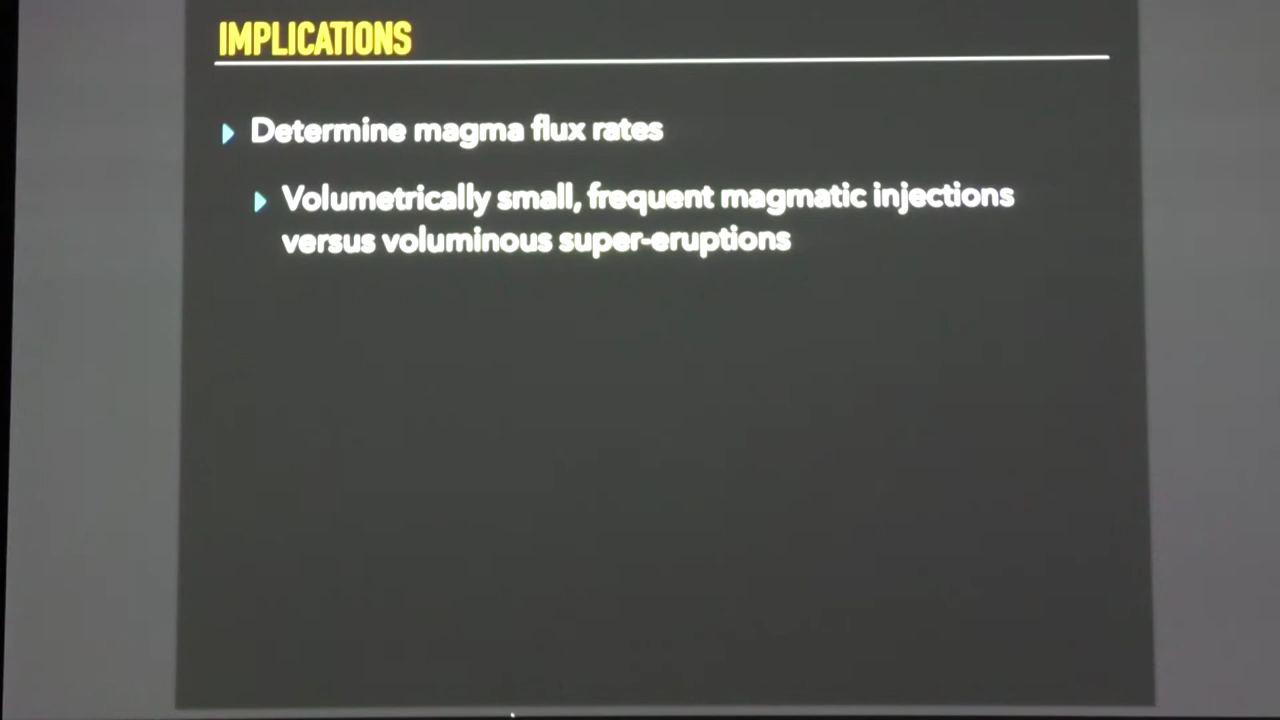 IMPLICATIONS
Determine magma flux rates
Volumetrically small, frequent magmatic injections
versus voluminous super-eruptions